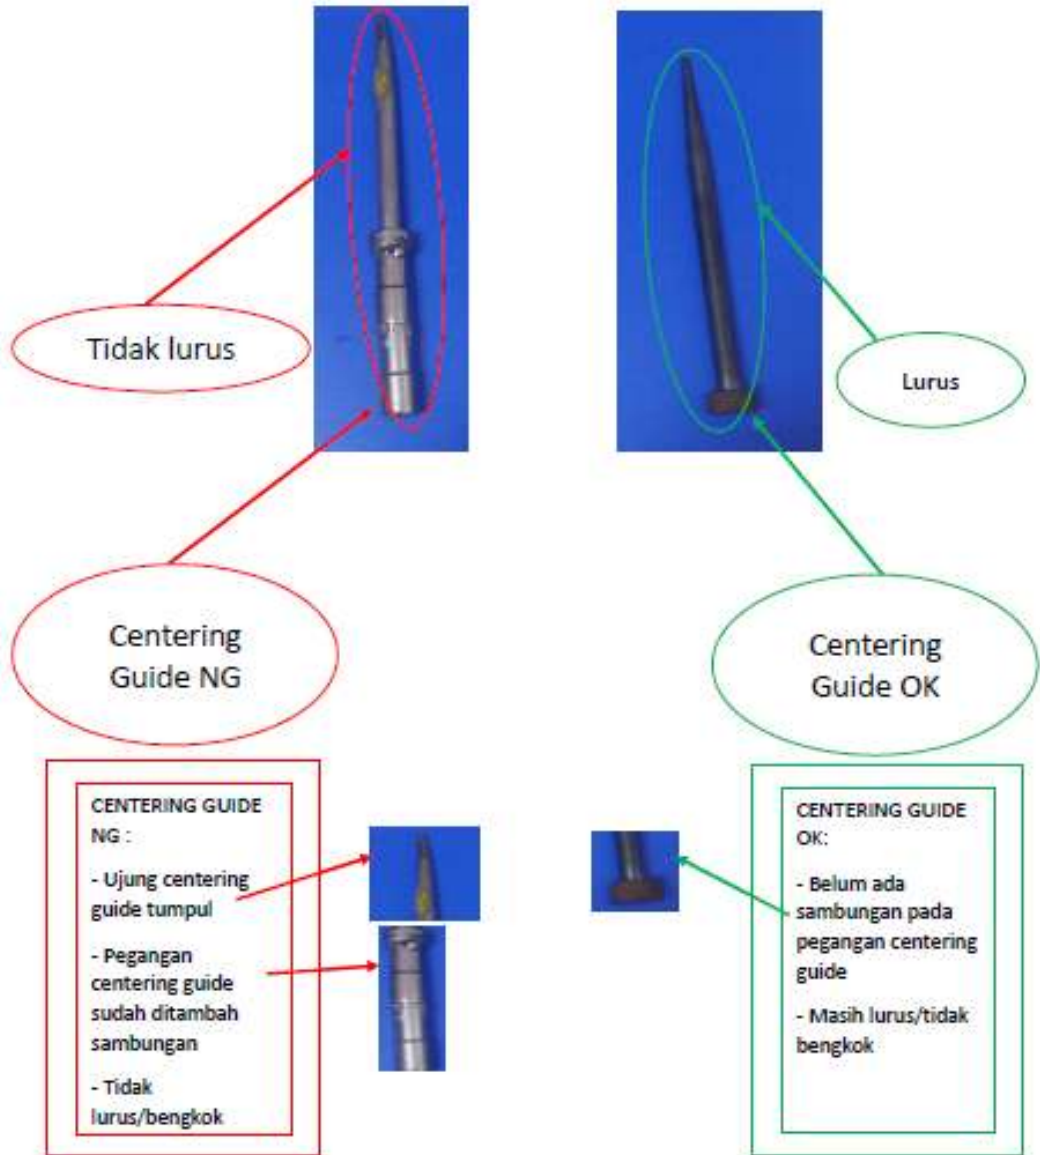 Tidak lurus
Lurus
Centering
Guide NG
Centering
Guide OK
CENTERING GUIDE
NG :
- Ujung centering
guide tumpul
- Pegangan
centering guide
sudah ditambah
sambungan
- Tidak
lurus/bengkok
CENTERING GUIDE
OK:
- Belum ada
sambungan pada
pegangan centering
guide
- Masih lurus/tidak
bengkok